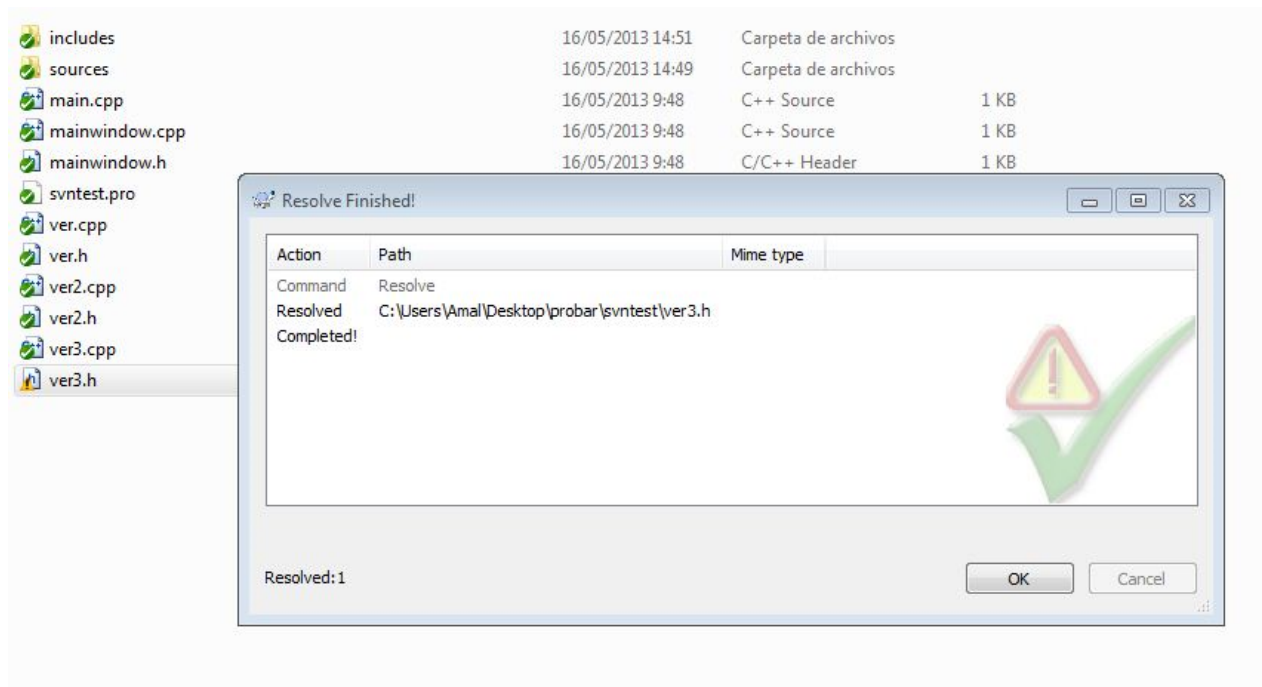 includes 16/05/2013 14:51 Carpeta de archivos
sources 16/05/2013 14:49 Carpeta de archivos
main.cpp 16/05/2013 9:48 C++ Source 1 KB
mainwindow.cpp 16/05/2013 9:48 C++ Source 1 KB
mainwindow.h 16/05/2013 9:48 C/C++ Header 1 KB
svntest.pro
ver.cpp
ver.h
ver2.cpp
ver2.h
ver3.cpp
ver3.h
Resolve Finished!
Action Path Mime type
Command Resolve
Resolved C:\Users\Amal\Desktop\probar\svntest\ver3.h
Completed!
Resolved:1
OK Cancel